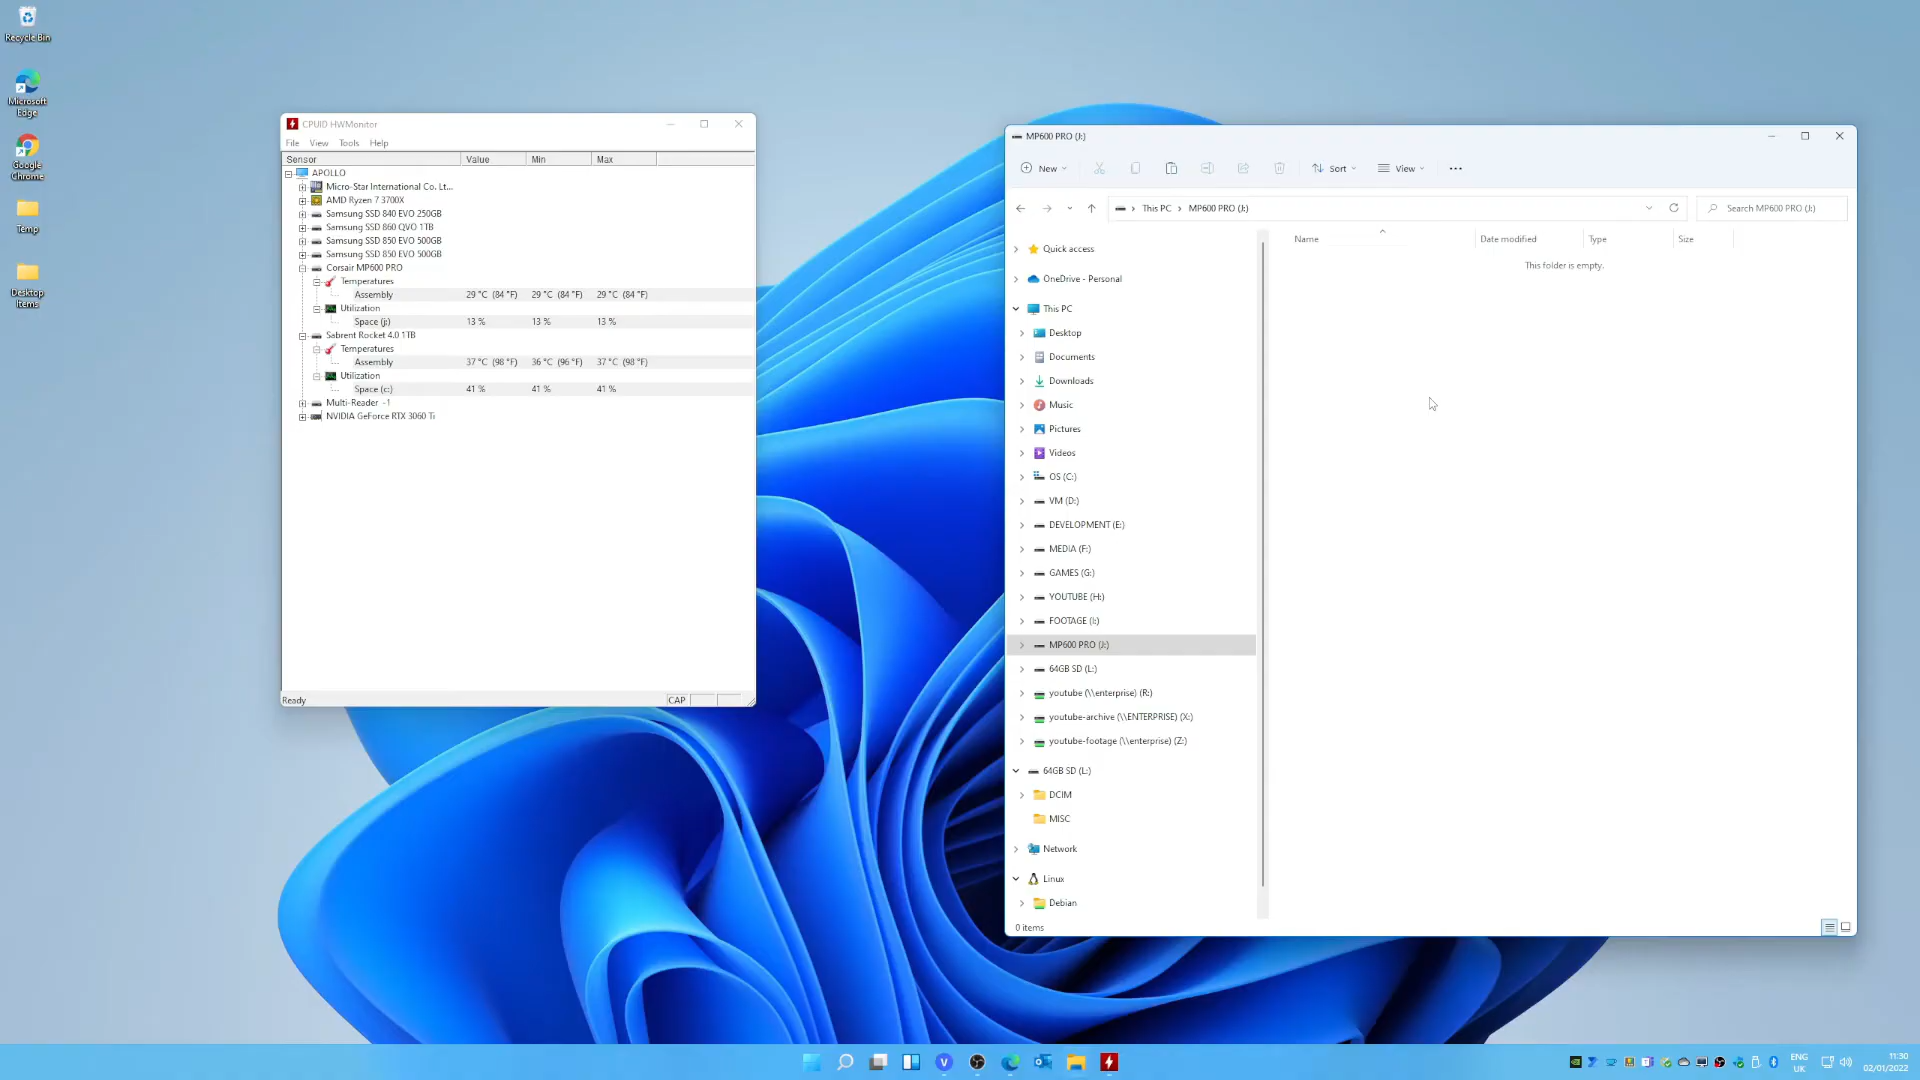 Recycle Bin
Microsoft
Edge
Google
Chrome
Temp
Desktop
Items
CPUID HWMonitor
File View Tools Help
Sensor Value Min Max
APOLLO
Micro-Star International Co. Lt...
AMD Ryzen 7 3700X
Samsung SSD 840 EVO 250GB
Samsung SSD 860 QVO 1TB
Samsung SSD 850 EVO 500GB
Samsung SSD 850 EVO 500GB
Corsair MP600 PRO
Temperatures
Assembly 29 °C (84 °F) 29 °C (84 °F) 29 °C (84 °F)
Utilization
Space (j:) 13 % 13 % 13 %
Sabrent Rocket 4.0 1TB
Temperatures
Assembly 37 °C (98 °F) 36 °C (96 °F) 37 °C (98 °F)
Utilization
Space (c:) 41 % 41 % 41 %
Multi-Reader -1
NVIDIA GeForce RTX 3060 Ti
Ready CAP
MP600 PRO (J:)
New Sort View
This PC MP600 PRO (J:) Search MP600 PRO (J:)
Name Date modified Type Size
This folder is empty.
Quick access
OneDrive - Personal
This PC
Desktop
Documents
Downloads
Music
Pictures
Videos
OS (C:)
VM (D:)
DEVELOPMENT (E:)
MEDIA (F:)
GAMES (G:)
YOUTUBE (H:)
FOOTAGE (I:)
MP600 PRO (J:)
64GB SD (L:)
youtube (\\enterprise) (R:)
youtube-archive (\\ENTERPRISE) (X:)
youtube-footage (\\enterprise) (Z:)
64GB SD (L:)
DCIM
MISC
Network
Linux
Debian
0 items
ENG
UK
11:30
02/01/2022